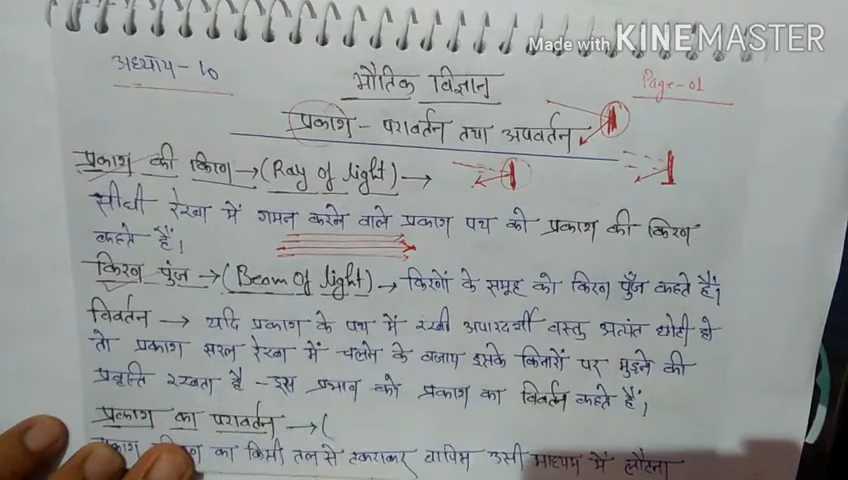 Made with KINEMASTER
अध्याय-10
Page-01
भौतिक विज्ञान
प्रकाश - परावर्तन तथा अपवर्तन
प्रकाश की किरण → (Ray of light) →
सीधी रेखा में गमन करने वाले प्रकाश पथ को प्रकाश की किरण
कहते हैं।
किरण पुंज → (Beam of light) → किरणों के समूह को किरण पुँज कहते हैं।
विवर्तन → यदि प्रकाश के पथ में रखी अपारदर्शी वस्तु अत्यंत छोटी हो
तो प्रकाश सरल रेखा में चलने के बजाय इसके किनारों पर मुड़ने की
प्रवृत्ति रखता है - इस प्रभाव को प्रकाश का विवर्तन कहते हैं।
प्रकाश का परावर्तन → (
प्रकाश का किसी तल से टकराकर वापिस उसी माध्यम में लौटना